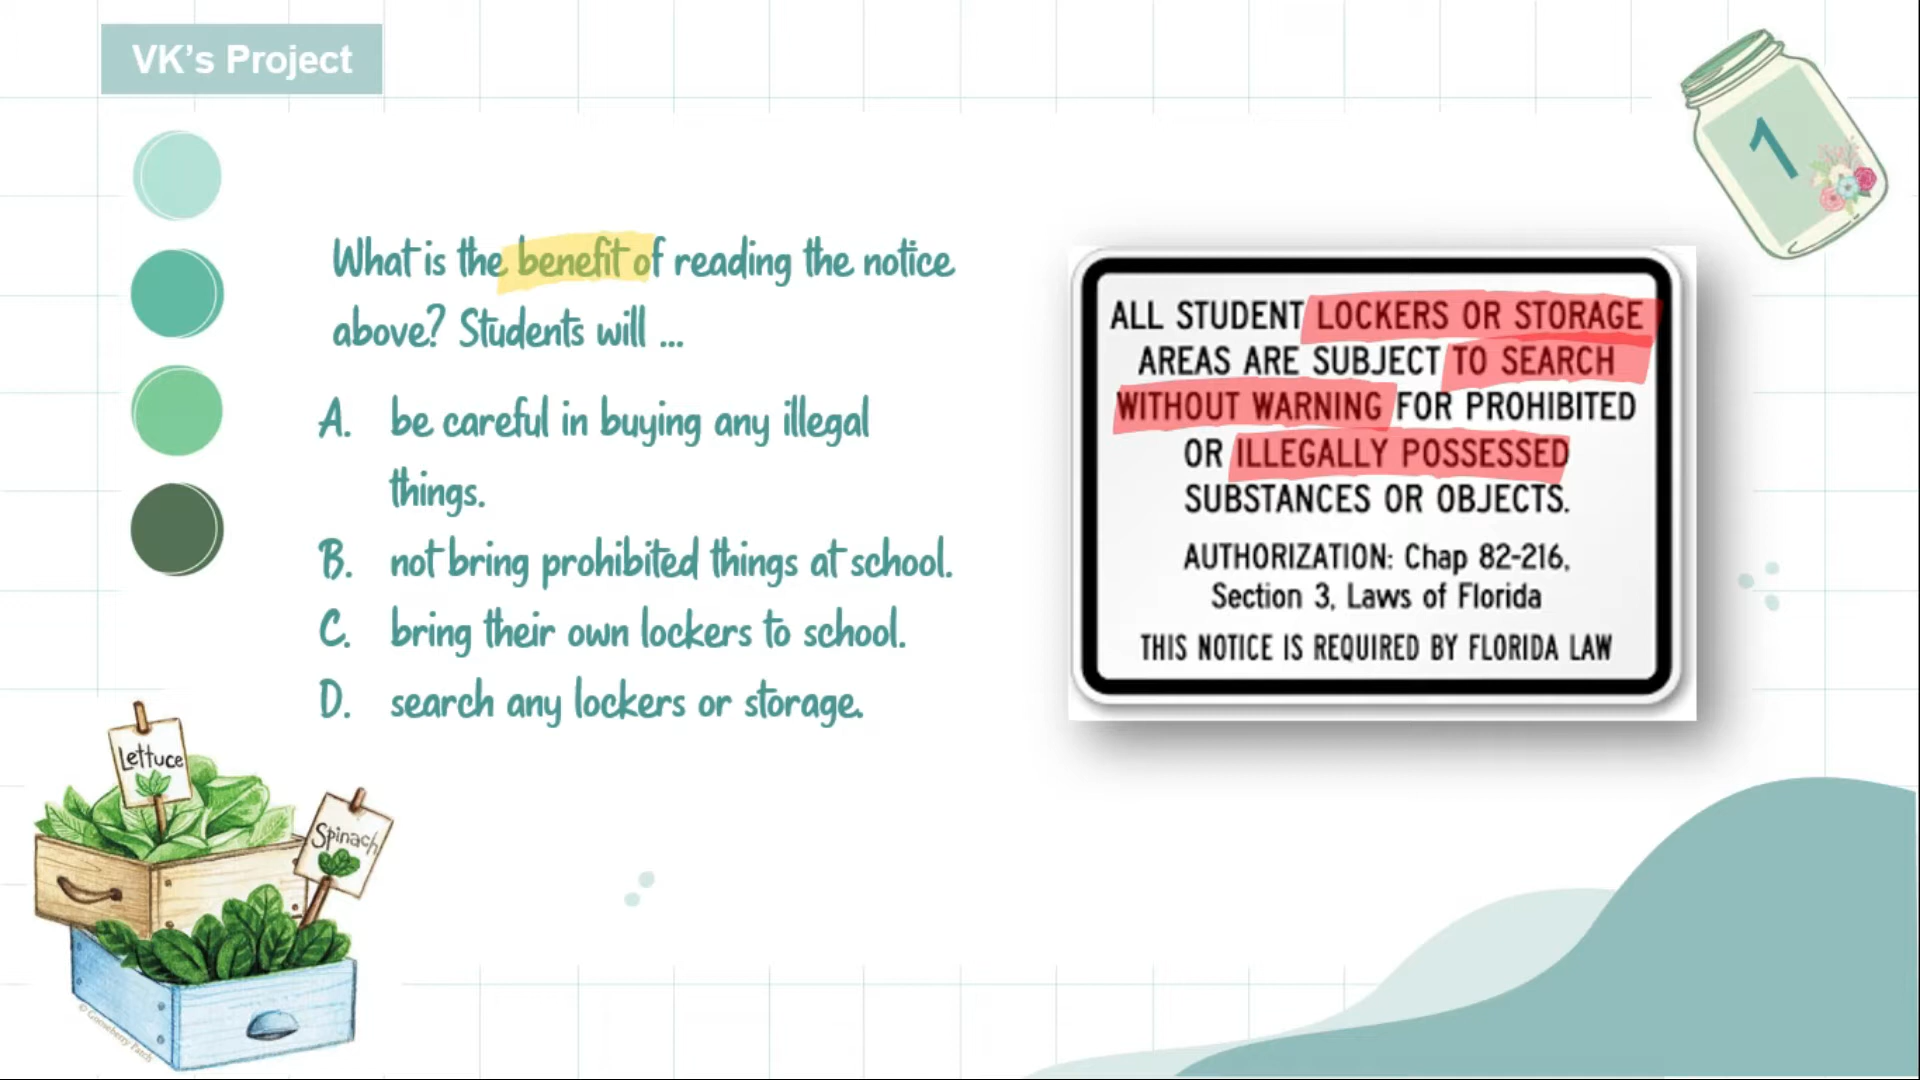 VK's Project
1
What is the benefit of reading the notice
above? Students will ...
A. be careful in buying any illegal
things.
B. not bring prohibited things at school.
C. bring their own lockers to school.
D. search any lockers or storage.
ALL STUDENT LOCKERS OR STORAGE
AREAS ARE SUBJECT TO SEARCH
WITHOUT WARNING FOR PROHIBITED
OR ILLEGALLY POSSESSED
SUBSTANCES OR OBJECTS.
AUTHORIZATION: Chap 82-216,
Section 3, Laws of Florida
THIS NOTICE IS REQUIRED BY FLORIDA LAW
Lettuce
Spinach
© Gooseberry Patch